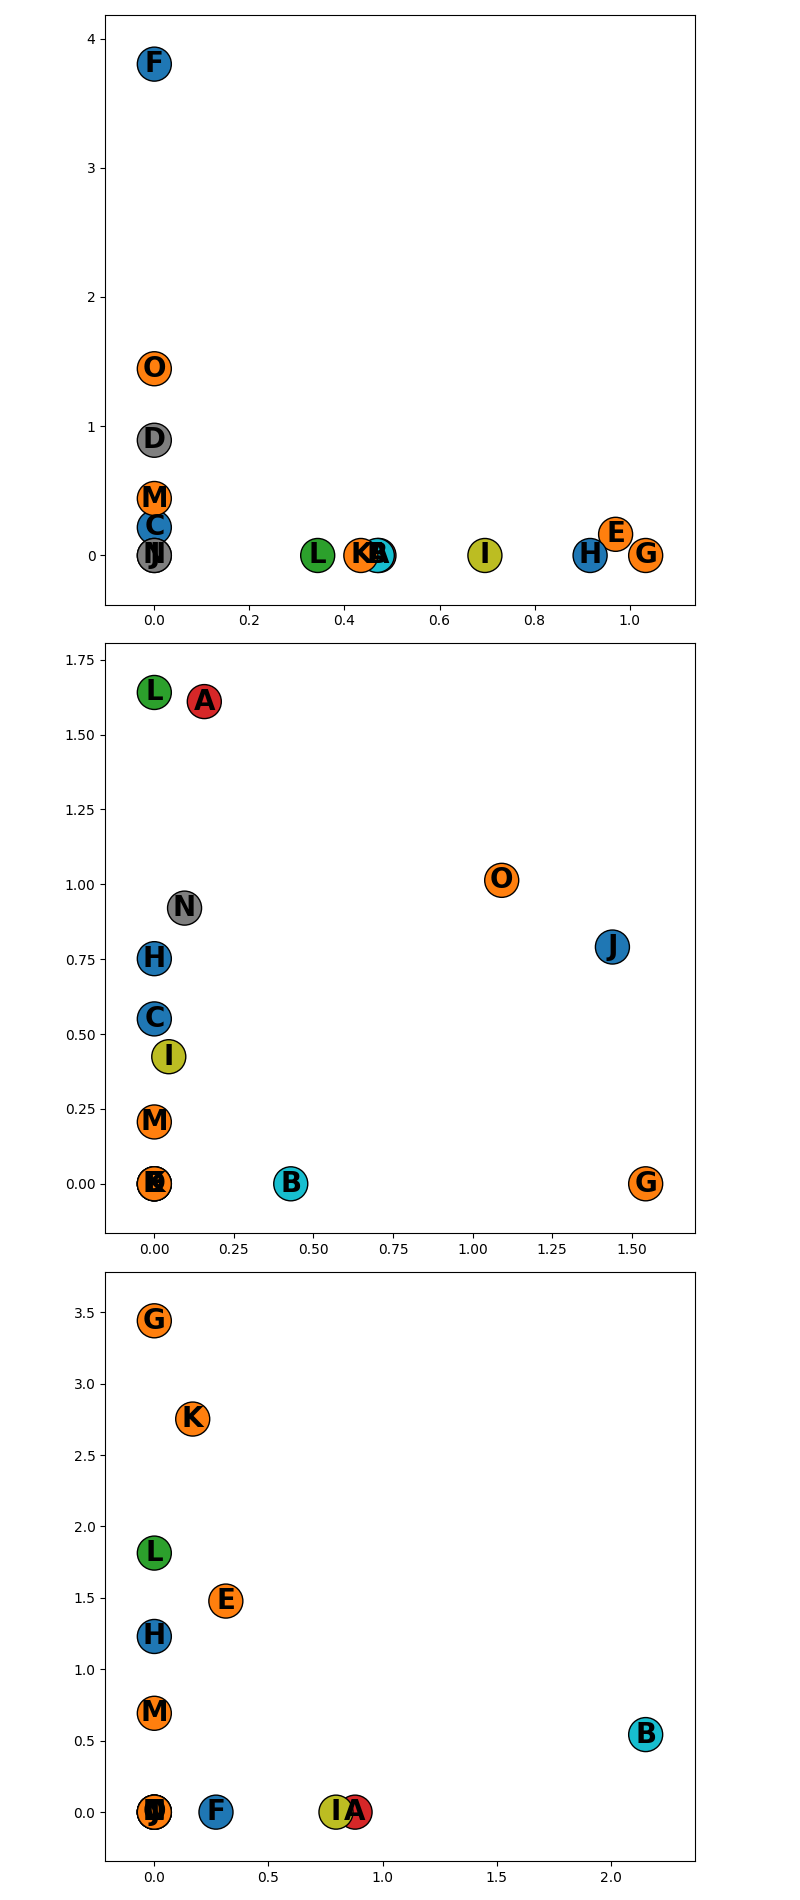 4
F
3
2
O
1
D
M
C
E
0
N
J
L
K
B
A
I
H
G
0.0 0.2 0.4 0.6 0.8 1.0
1.75
L
A
1.50
1.25
1.00
O
N
J
0.75
H
C
0.50
I
0.25
M
0.00
K
B
G
0.00 0.25 0.50 0.75 1.00 1.25 1.50
3.5
G
3.0
K
2.5
2.0
L
1.5
E
H
1.0
M
B
0.5
0.0
J
F
I
A
0.0 0.5 1.0 1.5 2.0